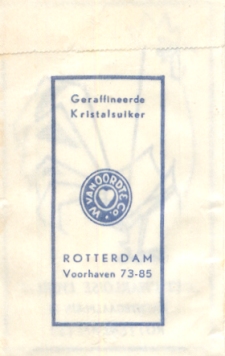 Geraffineerde
Kristalsuiker
W. VAN OORDT & Co.
ROTTERDAM
Voorhaven 73-85